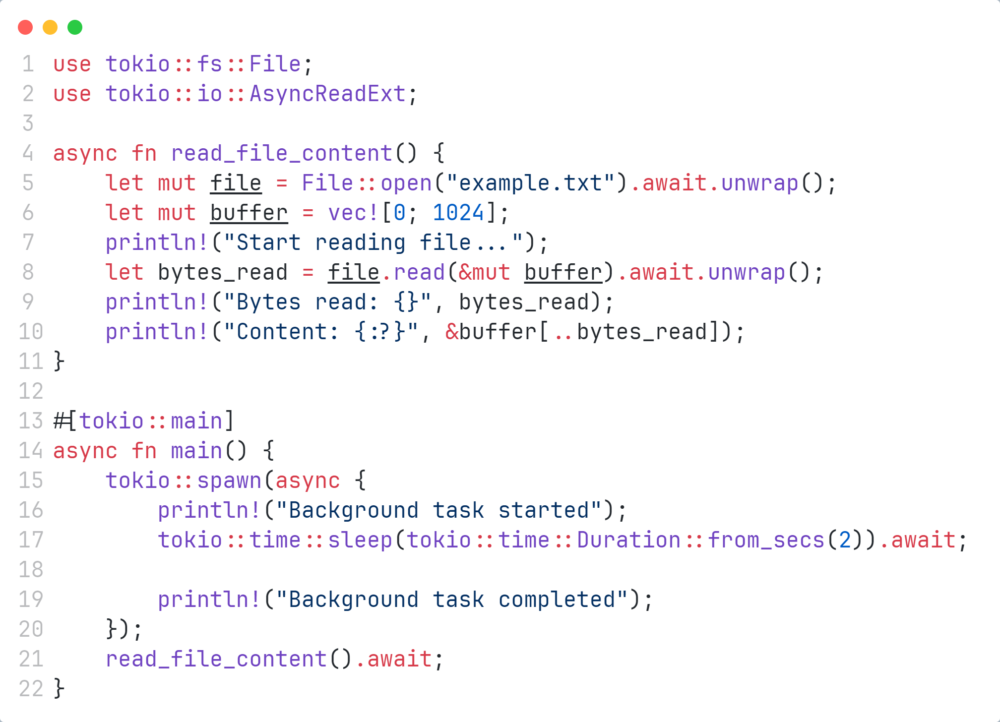 1 use tokio::fs::File;
2 use tokio::io::AsyncReadExt;
3
4 async fn read_file_content() {
5     let mut file = File::open("example.txt").await.unwrap();
6     let mut buffer = vec![0; 1024];
7     println!("Start reading file...");
8     let bytes_read = file.read(&mut buffer).await.unwrap();
9     println!("Bytes read: {}", bytes_read);
10     println!("Content: {:?}", &buffer[..bytes_read]);
11 }
12
13 #[tokio::main]
14 async fn main() {
15     tokio::spawn(async {
16         println!("Background task started");
17         tokio::time::sleep(tokio::time::Duration::from_secs(2)).await;
18
19         println!("Background task completed");
20     });
21     read_file_content().await;
22 }